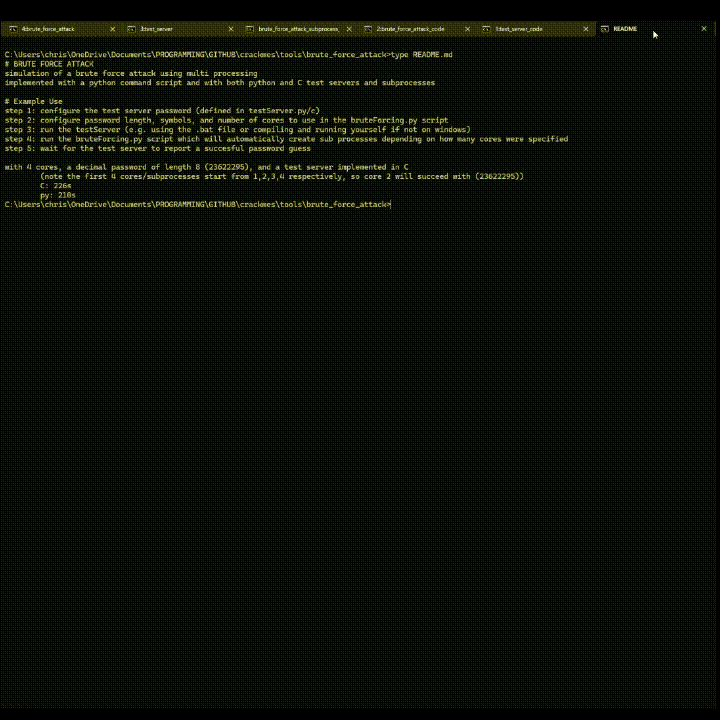 4:brute_force_attack 3:test_server brute_force_attack_subprocess_ 2:brute_force_attack_code 1:test_server_code README
C:\Users\chris\OneDrive\Documents\PROGRAMMING\GITHUB\crackmes\tools\brute_force_attack>type README.md
# BRUTE FORCE ATTACK
simulation of a brute force attack using multi processing
implemented with a python command script and with both python and C test servers and subprocesses
# Example Use
step 1: configure the test server password (defined in testServer.py/c)
step 2: configure password length, symbols, and number of cores to use in the bruteForcing.py script
step 3: run the testServer (e.g. using the .bat file or compiling and running yourself if not on windows)
step 4: run the bruteForcing.py script which will automatically create sub processes depending on how many cores were specified
step 5: wait for the test server to report a succesful password guess
with 4 cores, a decimal password of length 8 (23622295), and a test server implemented in C
(note the first 4 cores/subprocesses start from 1,2,3,4 respectively, so core 2 will succeed with (23622295))
C: 226s
py: 210s
C:\Users\chris\OneDrive\Documents\PROGRAMMING\GITHUB\crackmes\tools\brute_force_attack>